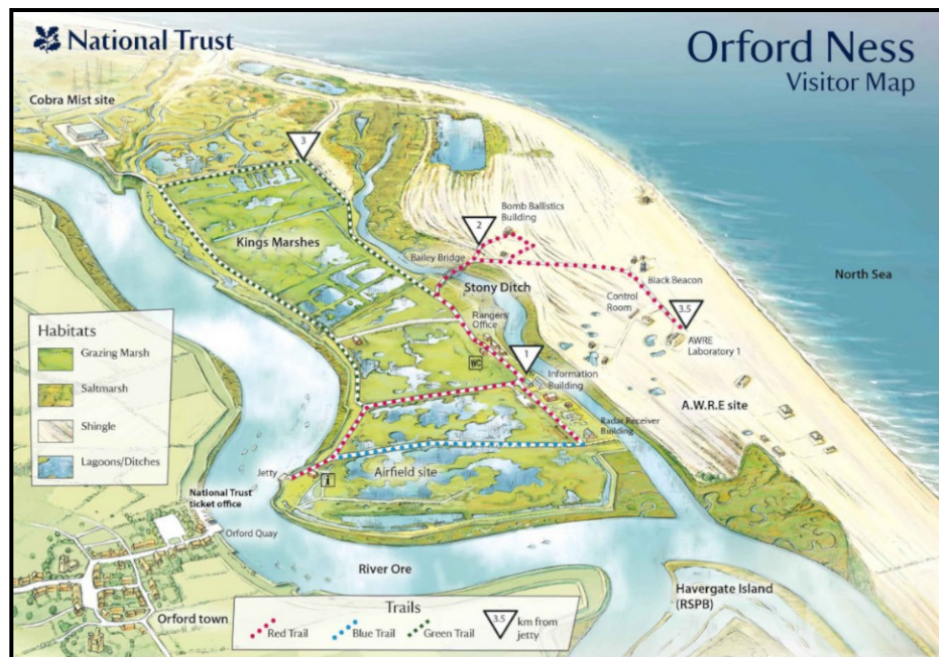 National Trust
Orford Ness
Visitor Map
Cobra Mist site
3
Bomb Ballistics
Building
2
Kings Marshes
Bailey Bridge
North Sea
Black Beacon
Stony Ditch
Control
Room
3.5
Rangers
Office
AWRE
Laboratory 1
Habitats
Grazing Marsh
Saltmarsh
Shingle
Lagoons/Ditches
WC
1
Information
Building
A.W.R.E site
Radar Receiver
Building
Jetty
i
Airfield site
National Trust
ticket office
Orford Quay
River Ore
Havergate Island
(RSPB)
Orford town
Trails
Red Trail
Blue Trail
Green Trail
3.5
km from
jetty